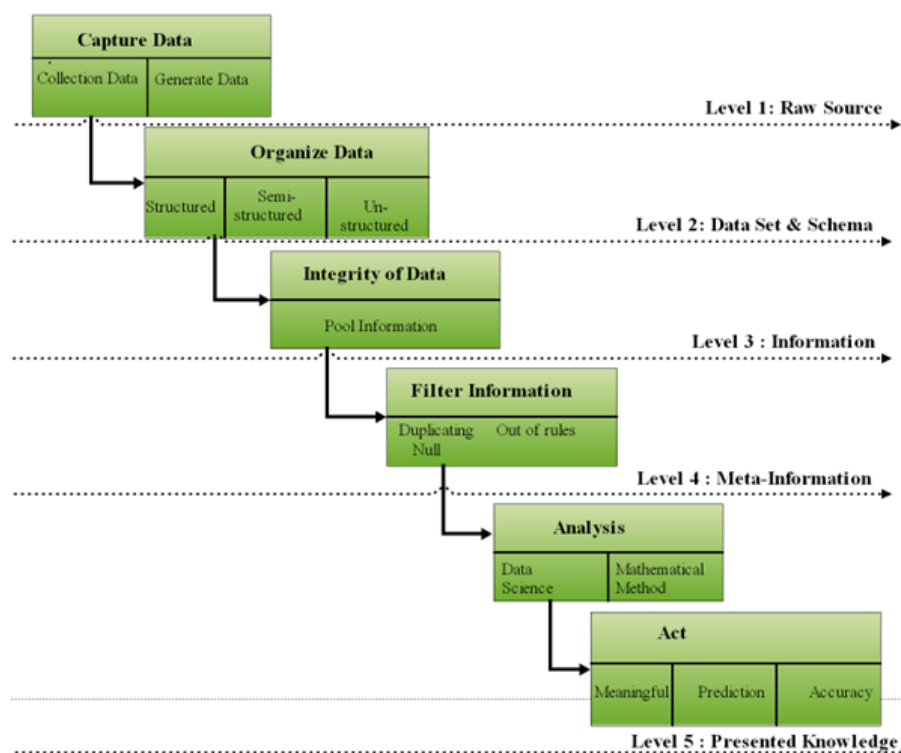 Capture Data
Collection Data
Generate Data
Level 1: Raw Source
Organize Data
Structured
Semi-
structured
Un-
structured
Level 2: Data Set & Schema
Integrity of Data
Pool Information
Level 3 : Information
Filter Information
Duplicating
Null
Out of rules
Level 4 : Meta-Information
Analysis
Data
Science
Mathematical
Method
Act
Meaningful
Prediction
Accuracy
Level 5 : Presented Knowledge